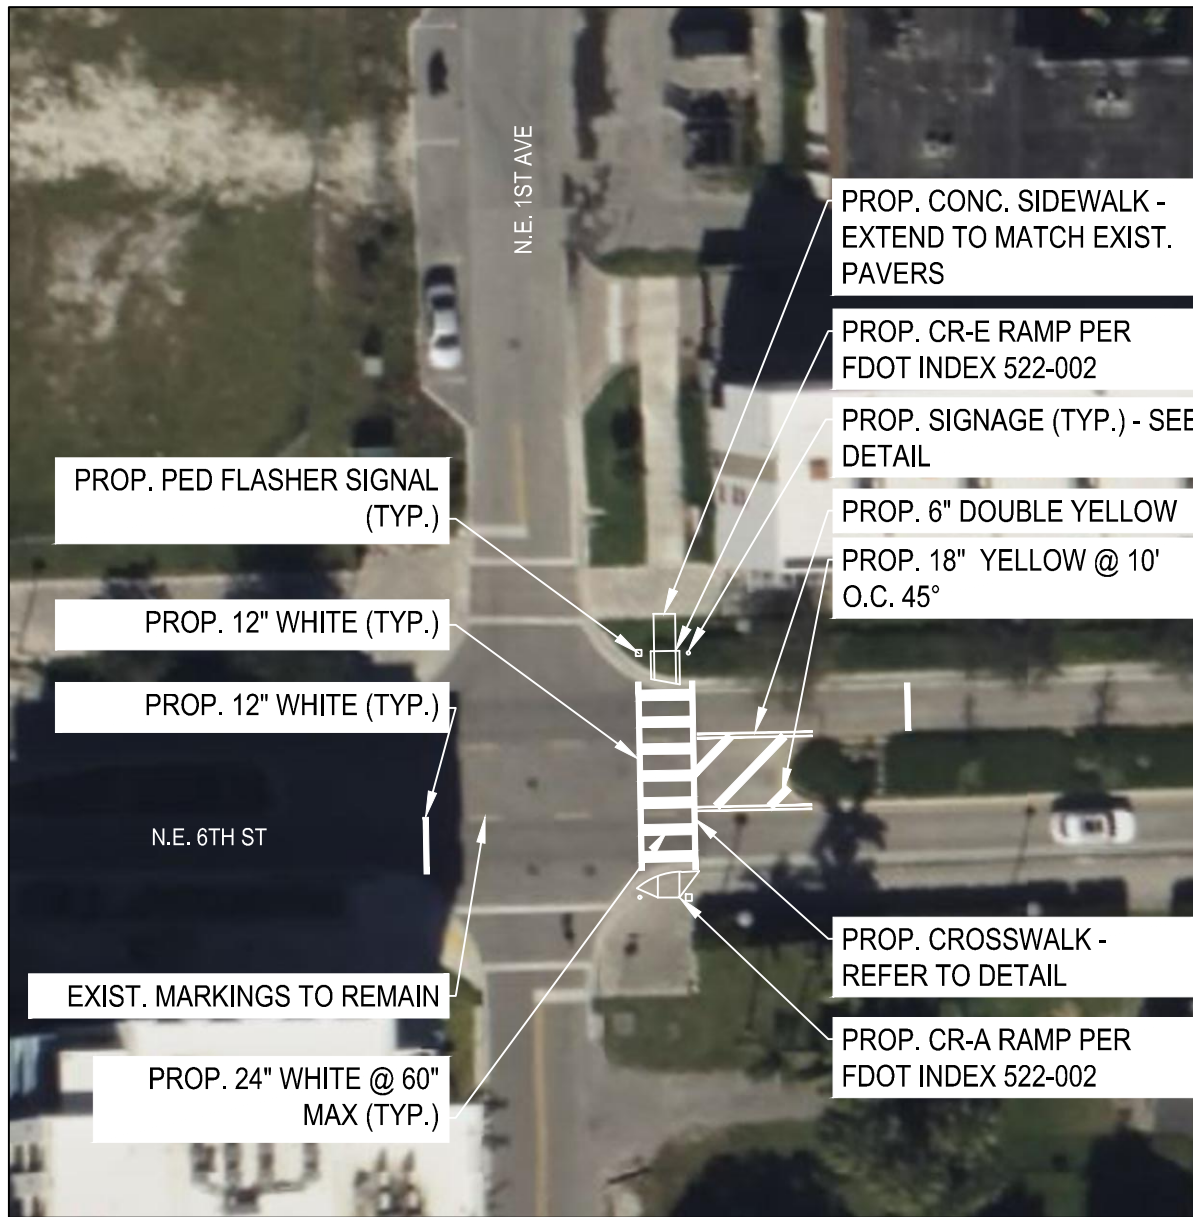 N.E. 1ST AVE
PROP. CONC. SIDEWALK -
EXTEND TO MATCH EXIST.
PAVERS
PROP. CR-E RAMP PER
FDOT INDEX 522-002
PROP. SIGNAGE (TYP.) - SEE
DETAIL
PROP. 6" DOUBLE YELLOW
PROP. 18" YELLOW @ 10'
O.C. 45°
PROP. PED FLASHER SIGNAL
(TYP.)
PROP. 12" WHITE (TYP.)
PROP. 12" WHITE (TYP.)
N.E. 6TH ST
EXIST. MARKINGS TO REMAIN
PROP. 24" WHITE @ 60"
MAX (TYP.)
PROP. CROSSWALK -
REFER TO DETAIL
PROP. CR-A RAMP PER
FDOT INDEX 522-002